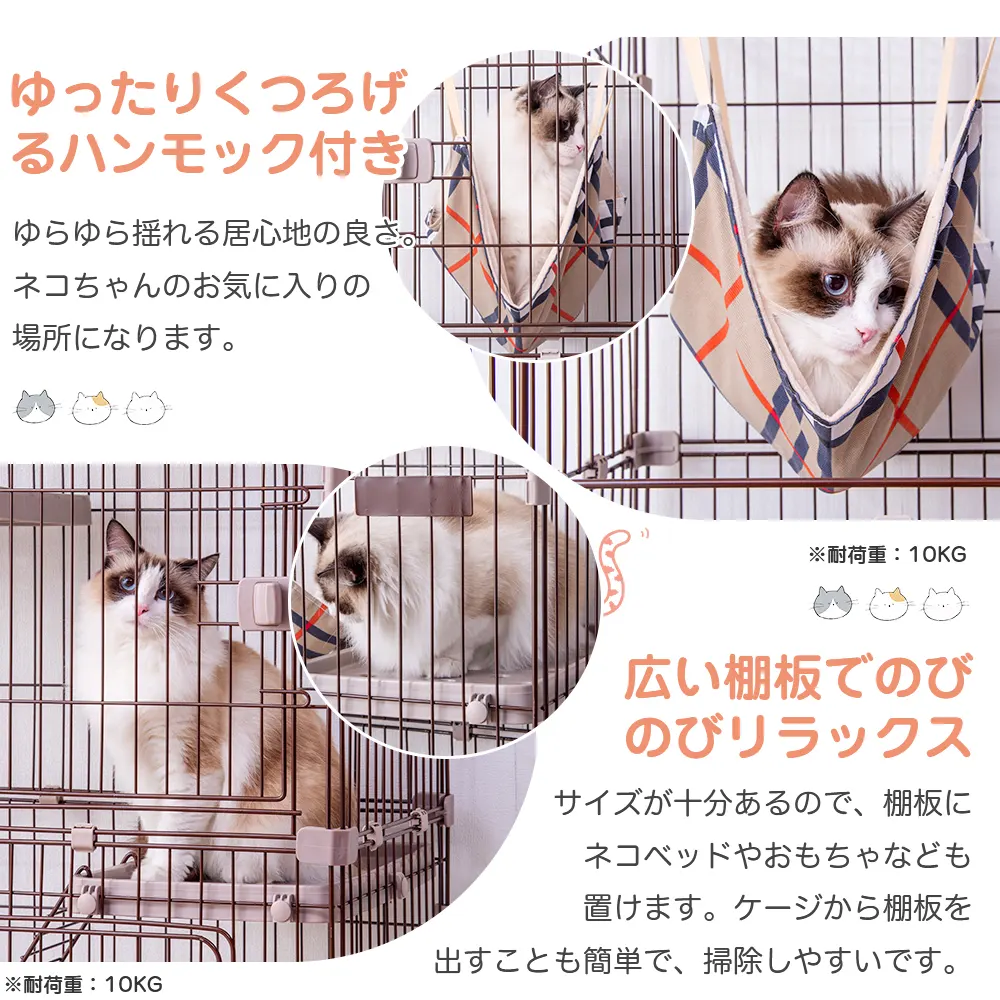 ゆったりくつろげ
るハンモック付き
ゆらゆら揺れる居心地の良さ。
ネコちゃんのお気に入りの
場所になります。
※耐荷重：10KG
広い棚板でのび
のびリラックス
サイズが十分あるので、棚板に
ネコベッドやおもちゃなども
置けます。ケージから棚板を
出すことも簡単で、掃除しやすいです。
※耐荷重：10KG